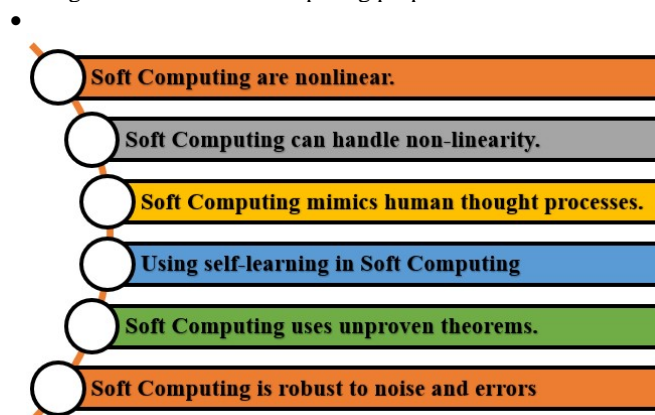 Soft Computing are nonlinear.
Soft Computing can handle non-linearity.
Soft Computing mimics human thought processes.
Using self-learning in Soft Computing
Soft Computing uses unproven theorems.
Soft Computing is robust to noise and errors